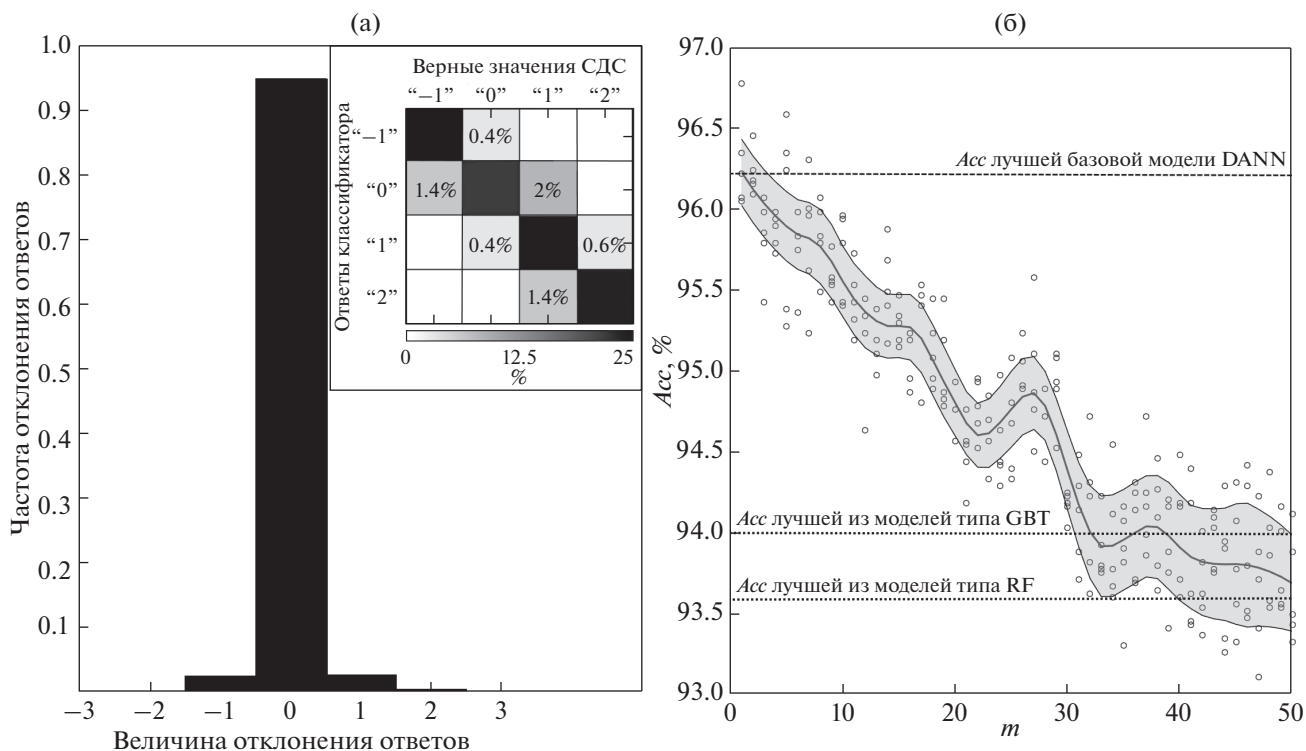 (а)
1.0
0.9
0.8
0.7
0.6
0.5
0.4
0.3
0.2
0.1
Частота отклонения ответов
−3 −2 −1 0 1 2 3
Величина отклонения ответов
Верные значения СДС
“−1” “0” “1” “2”
Ответы классификатора
“−1” 0.4%
“0” 1.4% 2%
“1” 0.4% 0.6%
“2” 1.4%
0 12.5 25
%
(б)
97.0
96.5
96.0
95.5
95.0
94.5
94.0
93.5
93.0
Acc, %
Acc лучшей базовой модели DANN
Acc лучшей из моделей типа GBT
Acc лучшей из моделей типа RF
0 10 20 30 40 50
m